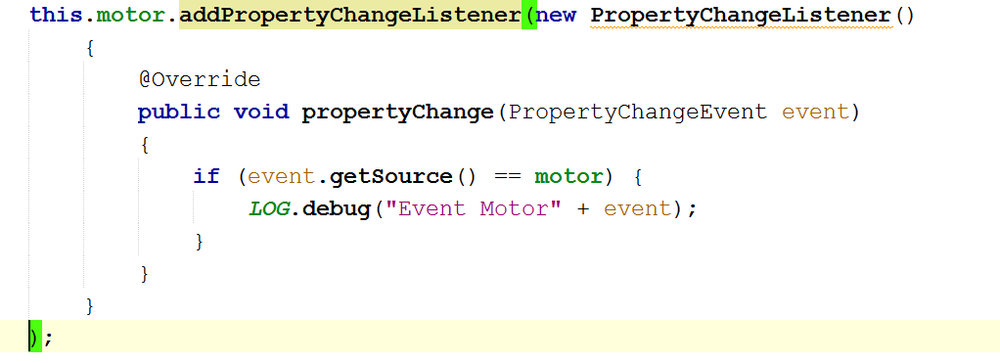 this.motor.addPropertyChangeListener(new PropertyChangeListener()
{
@Override
public void propertyChange(PropertyChangeEvent event)
{
if (event.getSource() == motor) {
LOG.debug("Event Motor" + event);
}
}
}
);